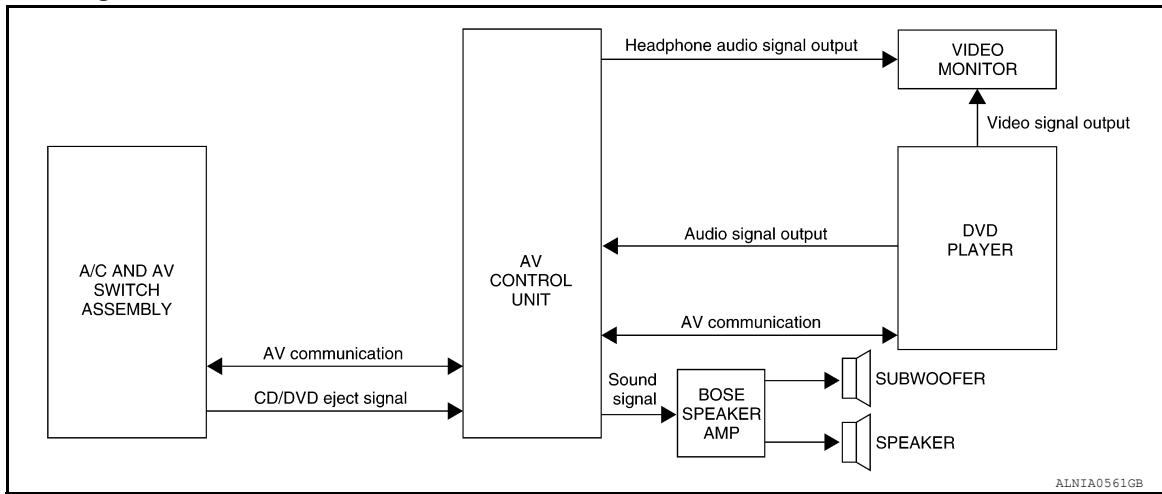 Headphone audio signal output
VIDEO
MONITOR
Video signal output
DVD
PLAYER
Audio signal output
A/C AND AV
SWITCH
ASSEMBLY
AV
CONTROL
UNIT
AV communication
AV communication
CD/DVD eject signal
Sound
signal
BOSE
SPEAKER
AMP
SUBWOOFER
SPEAKER
ALNIA0561GB